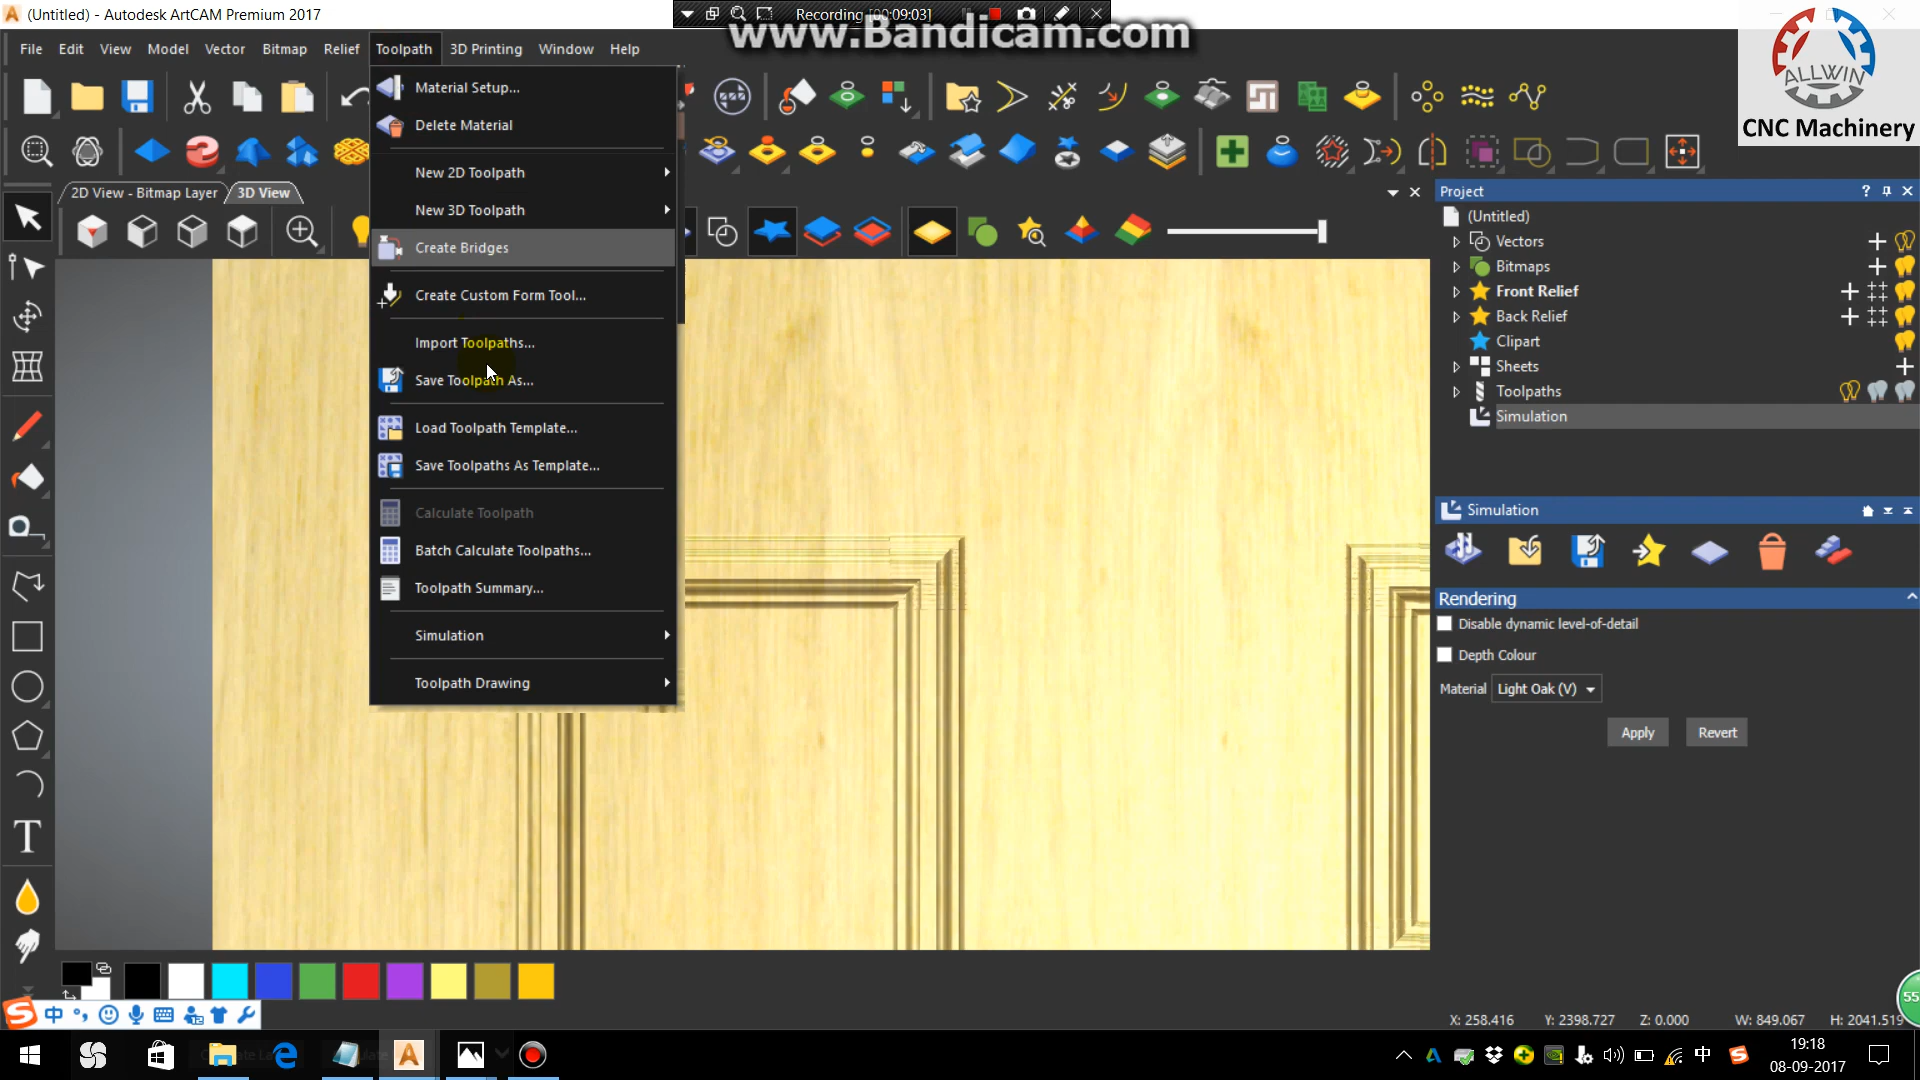 (Untitled) - Autodesk ArtCAM Premium 2017
Recording [00:09:03]
www.Bandicam.com
File Edit View Model Vector Bitmap Relief Toolpath 3D Printing Window Help
ALLWIN
CNC Machinery
Material Setup...
Delete Material
New 2D Toolpath
New 3D Toolpath
Create Bridges
Create Custom Form Tool...
Import Toolpaths...
Save Toolpath As...
Load Toolpath Template...
Save Toolpaths As Template...
Calculate Toolpath
Batch Calculate Toolpaths...
Toolpath Summary...
Simulation
Toolpath Drawing
2D View - Bitmap Layer
3D View
Project
(Untitled)
Vectors
Bitmaps
Front Relief
Back Relief
Clipart
Sheets
Toolpaths
Simulation
Simulation
Rendering
Disable dynamic level-of-detail
Depth Colour
Material Light Oak (V)
Apply Revert
T
55
中
X: 258.416 Y: 2398.727 Z: 0.000 W: 849.067 H: 2041.519
中
19:18
08-09-2017